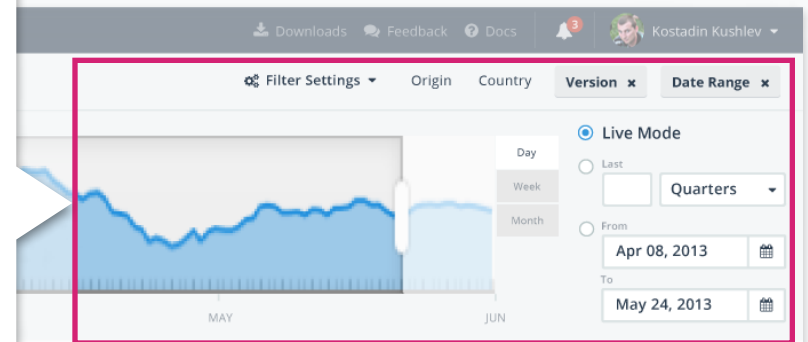 Downloads Feedback Docs 3 Kostadin Kushlev
Filter Settings Origin Country Version × Date Range ×
Live Mode
Day
Last
Week
Quarters
Month
From
Apr 08, 2013
To
May 24, 2013
MAY JUN